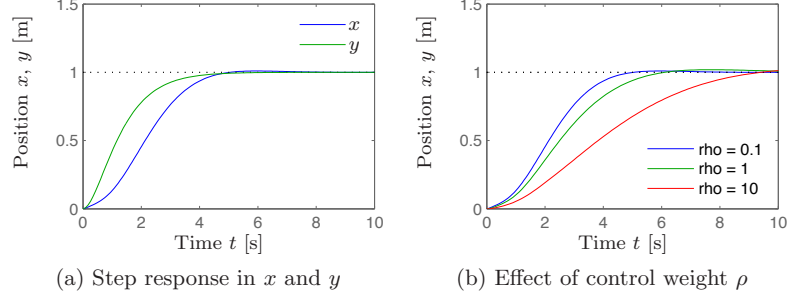 1.5
1
0.5
0
Position x, y [m]
x
y
0 2 4 6 8 10
Time t [s]
(a) Step response in x and y
1.5
1
0.5
0
Position x, y [m]
rho = 0.1
rho = 1
rho = 10
0 2 4 6 8 10
Time t [s]
(b) Effect of control weight ρ